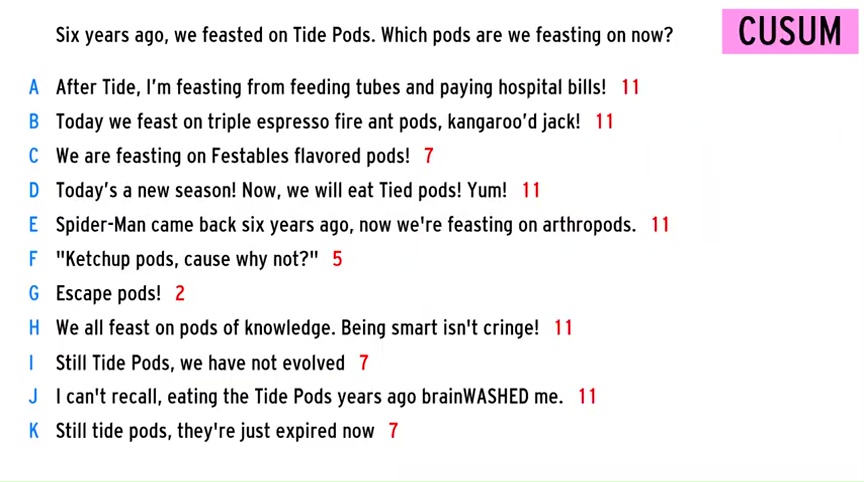 Six years ago, we feasted on Tide Pods. Which pods are we feasting on now?
CUSUM
A After Tide, I'm feasting from feeding tubes and paying hospital bills! 11
B Today we feast on triple espresso fire ant pods, kangaroo'd jack! 11
C We are feasting on Festables flavored pods! 7
D Today's a new season! Now, we will eat Tied pods! Yum! 11
E Spider-Man came back six years ago, now we're feasting on arthropods. 11
F "Ketchup pods, cause why not?" 5
G Escape pods! 2
H We all feast on pods of knowledge. Being smart isn't cringe! 11
I Still Tide Pods, we have not evolved 7
J I can't recall, eating the Tide Pods years ago brainWASHED me. 11
K Still tide pods, they're just expired now 7